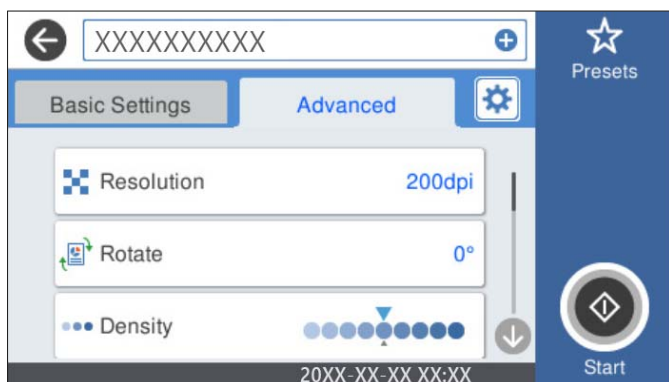 XXXXXXXXXX
Presets
Basic Settings
Advanced
Resolution
200dpi
Rotate
0°
Density
20XX-XX-XX XX:XX
Start